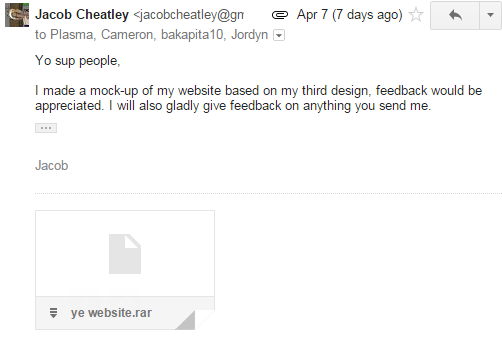 Jacob Cheatley <jacobcheatley@gm Apr 7 (7 days ago)
to Plasma, Cameron, bakapita10, Jordyn
Yo sup people,
I made a mock-up of my website based on my third design, feedback would be
appreciated. I will also gladly give feedback on anything you send me.
Jacob
ye website.rar